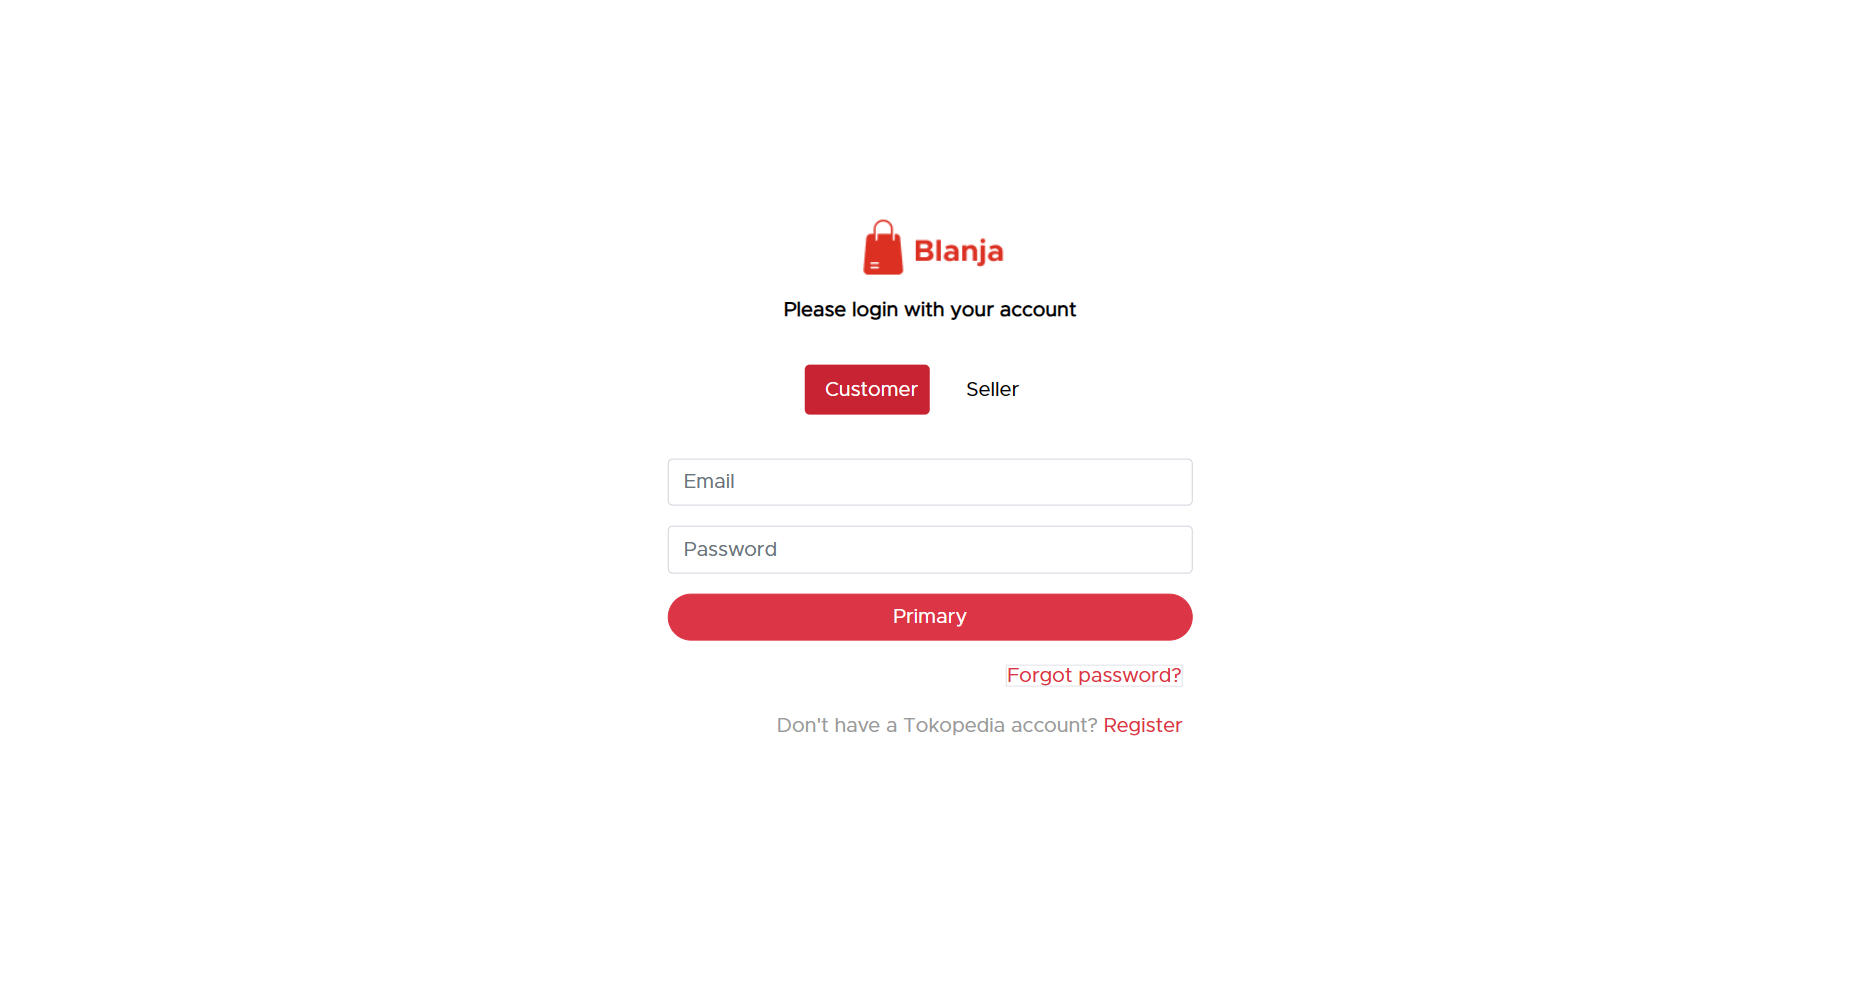 Blanja
Please login with your account
Customer Seller
Email
Password
Primary
Forgot password?
Don't have a Tokopedia account? Register